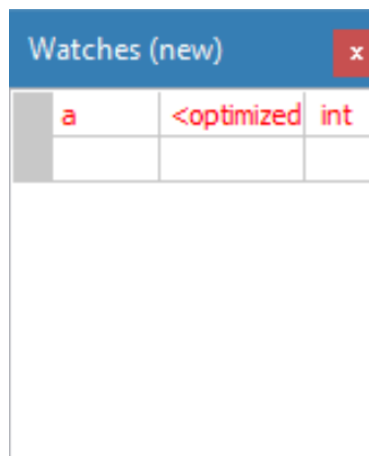 Watches (new)
x
a <optimized int